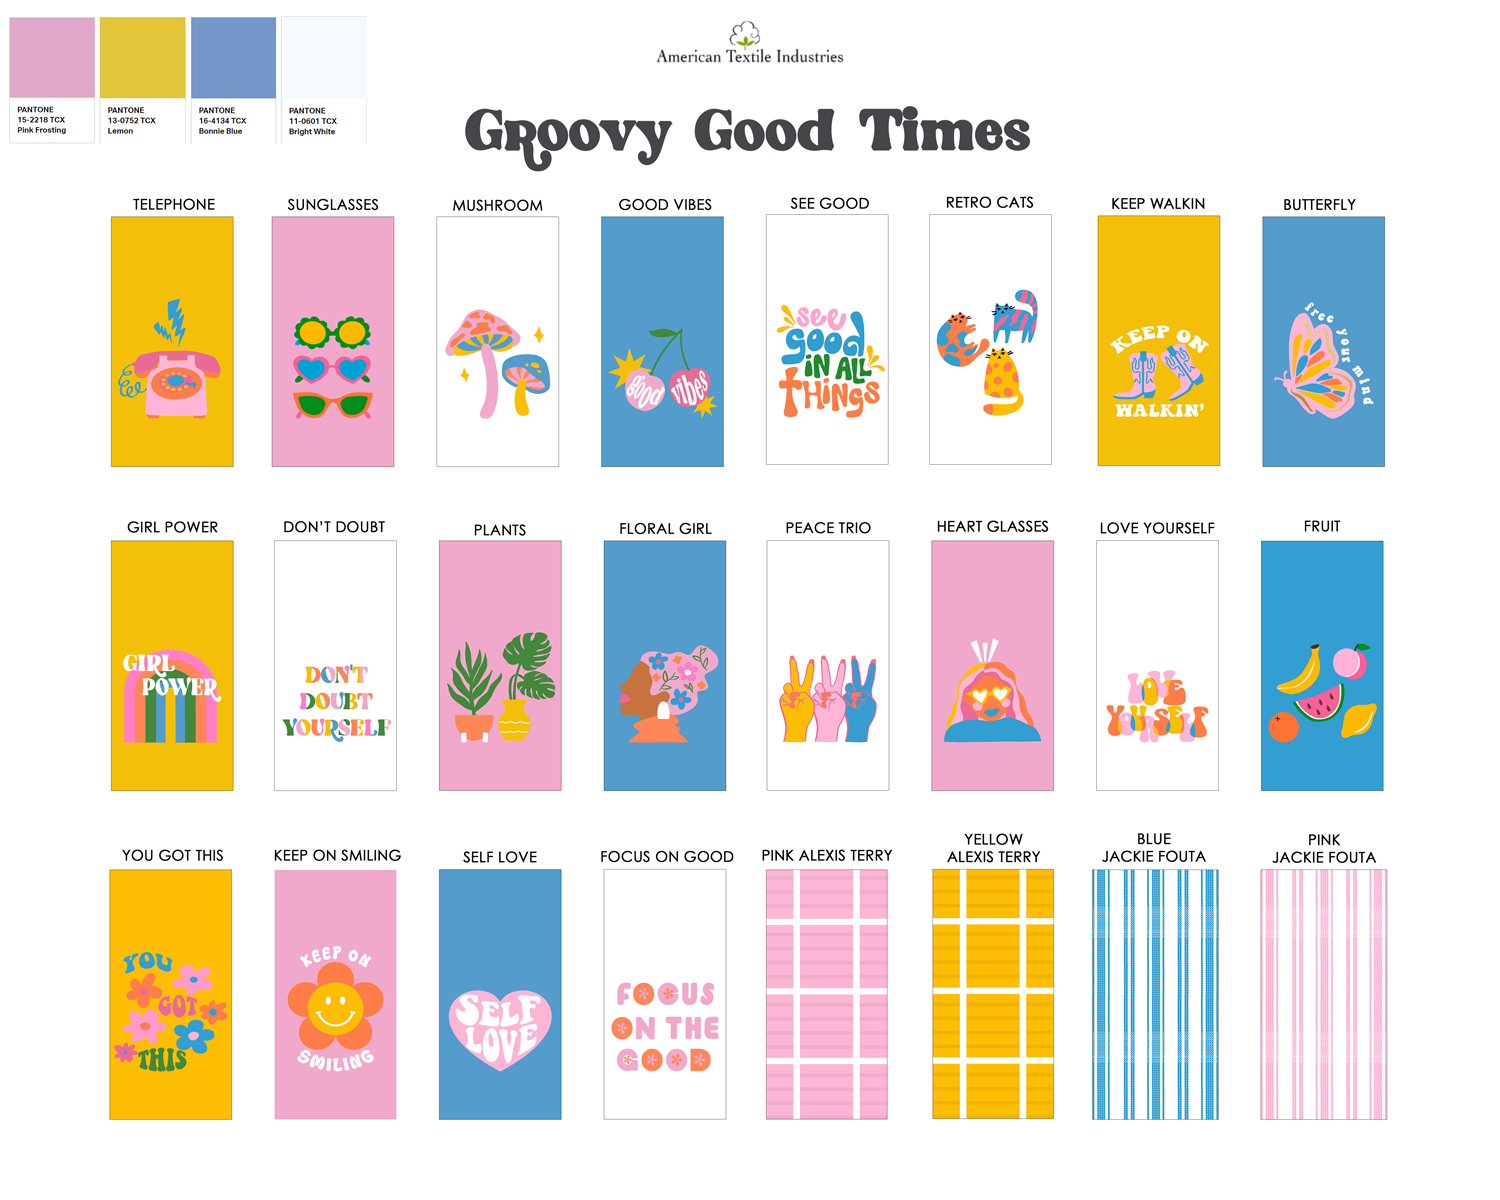 PANTONE
15-2218 TCX
Pink Frosting
PANTONE
13-0752 TCX
Lemon
PANTONE
16-4134 TCX
Bonnie Blue
PANTONE
11-0601 TCX
Bright White
American Textile Industries
Groovy Good Times
TELEPHONE
SUNGLASSES
MUSHROOM
GOOD VIBES
good vibes
SEE GOOD
see
good
IN ALL
THINGS
RETRO CATS
KEEP WALKIN
KEEP ON
WALKIN'
BUTTERFLY
free your mind
GIRL POWER
GIRL
POWER
DON'T DOUBT
DON'T
DOUBT
YOURSELF
PLANTS
FLORAL GIRL
PEACE TRIO
HEART GLASSES
LOVE YOURSELF
LOVE
YOURSELF
FRUIT
YOU GOT THIS
YOU
GOT
THIS
KEEP ON SMILING
KEEP ON
SMILING
SELF LOVE
SELF
LOVE
FOCUS ON GOOD
FOCUS
ON THE
GOOD
PINK ALEXIS TERRY
YELLOW
ALEXIS TERRY
BLUE
JACKIE FOUTA
PINK
JACKIE FOUTA